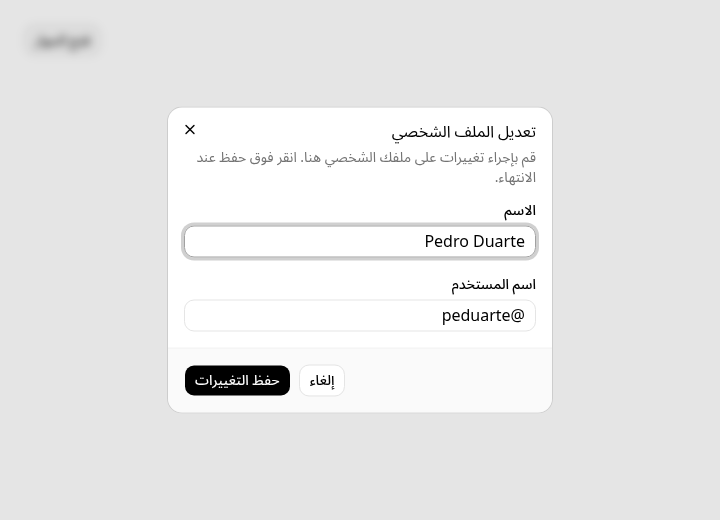 تعديل الملف الشخصي
قم بإجراء تغييرات على ملفك الشخصي هنا. انقر فوق حفظ عند
الانتهاء.
الاسم
Pedro Duarte
اسم المستخدم
@peduarte
إلغاء
حفظ التغييرات